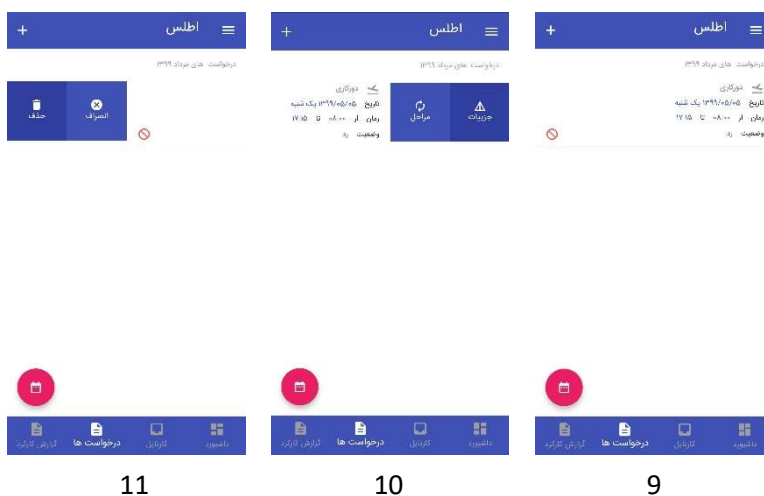 اطلس
درخواست های مرداد ۱۳۹۹
دورکاری
تاریخ ۱۳۹۹/۰۵/۰۵ یک شنبه
زمان از ۰۸:۰۰ تا ۱۷:۱۵
وضعیت رد
داشبورد کارتابل درخواست ها گزارش کارکرد
9
اطلس
درخواست های مرداد ۱۳۹۹
دورکاری
تاریخ ۱۳۹۹/۰۵/۰۵ یک شنبه
زمان از ۰۸:۰۰ تا ۱۷:۱۵
وضعیت رد
جزییات مراحل
داشبورد کارتابل درخواست ها گزارش کارکرد
10
اطلس
درخواست های مرداد ۱۳۹۹
انصراف حذف
داشبورد کارتابل درخواست ها گزارش کارکرد
11